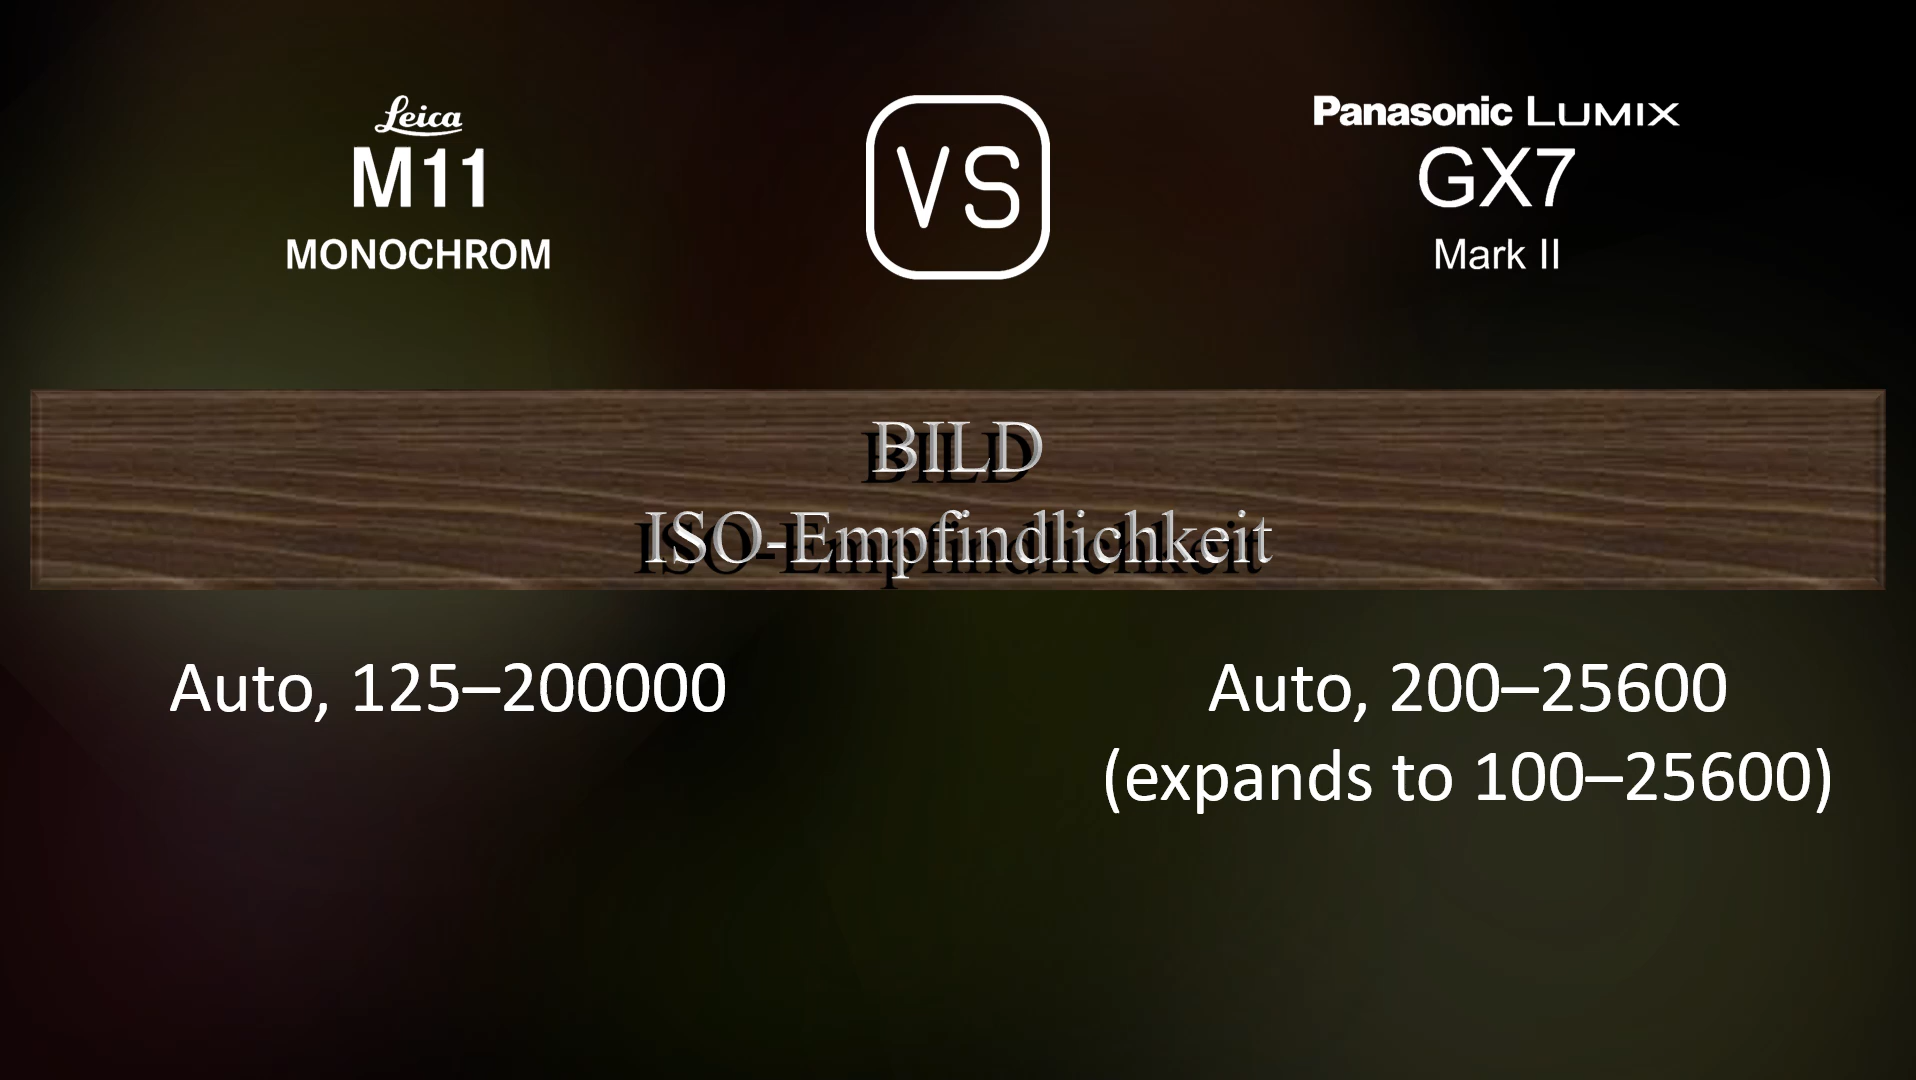 Leica
M11
MONOCHROM
VS
Panasonic LUMIX
GX7
Mark II
BILD
ISO-Empfindlichkeit
Auto, 125–200000
Auto, 200–25600
(expands to 100–25600)